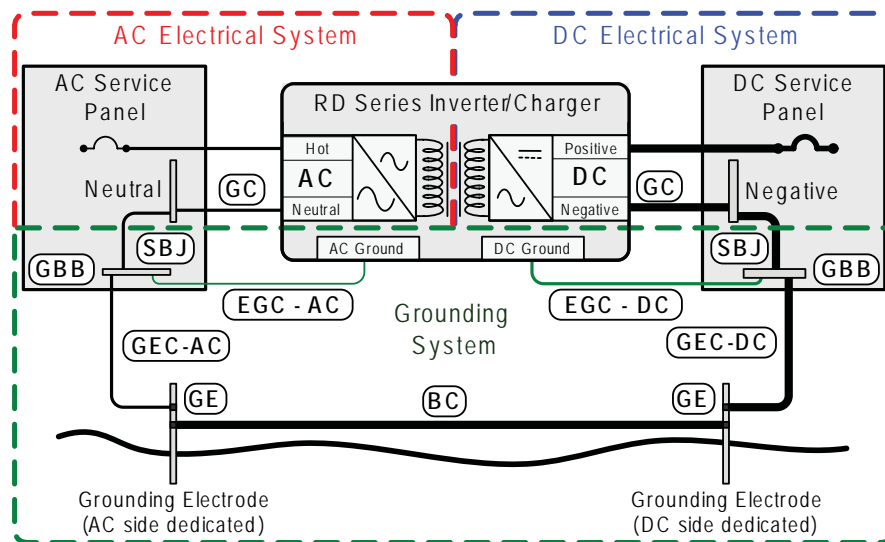 AC Electrical System
DC Electrical System
AC Service
Panel
RD Series Inverter/Charger
DC Service
Panel
Hot
AC
Neutral
Positive
DC
Negative
Neutral
GC
GC
Negative
SBJ
AC Ground
DC Ground
SBJ
GBB
GBB
EGC - AC
EGC - DC
Grounding
System
GEC-AC
GEC-DC
GE
BC
GE
Grounding Electrode
(AC side dedicated)
Grounding Electrode
(DC side dedicated)